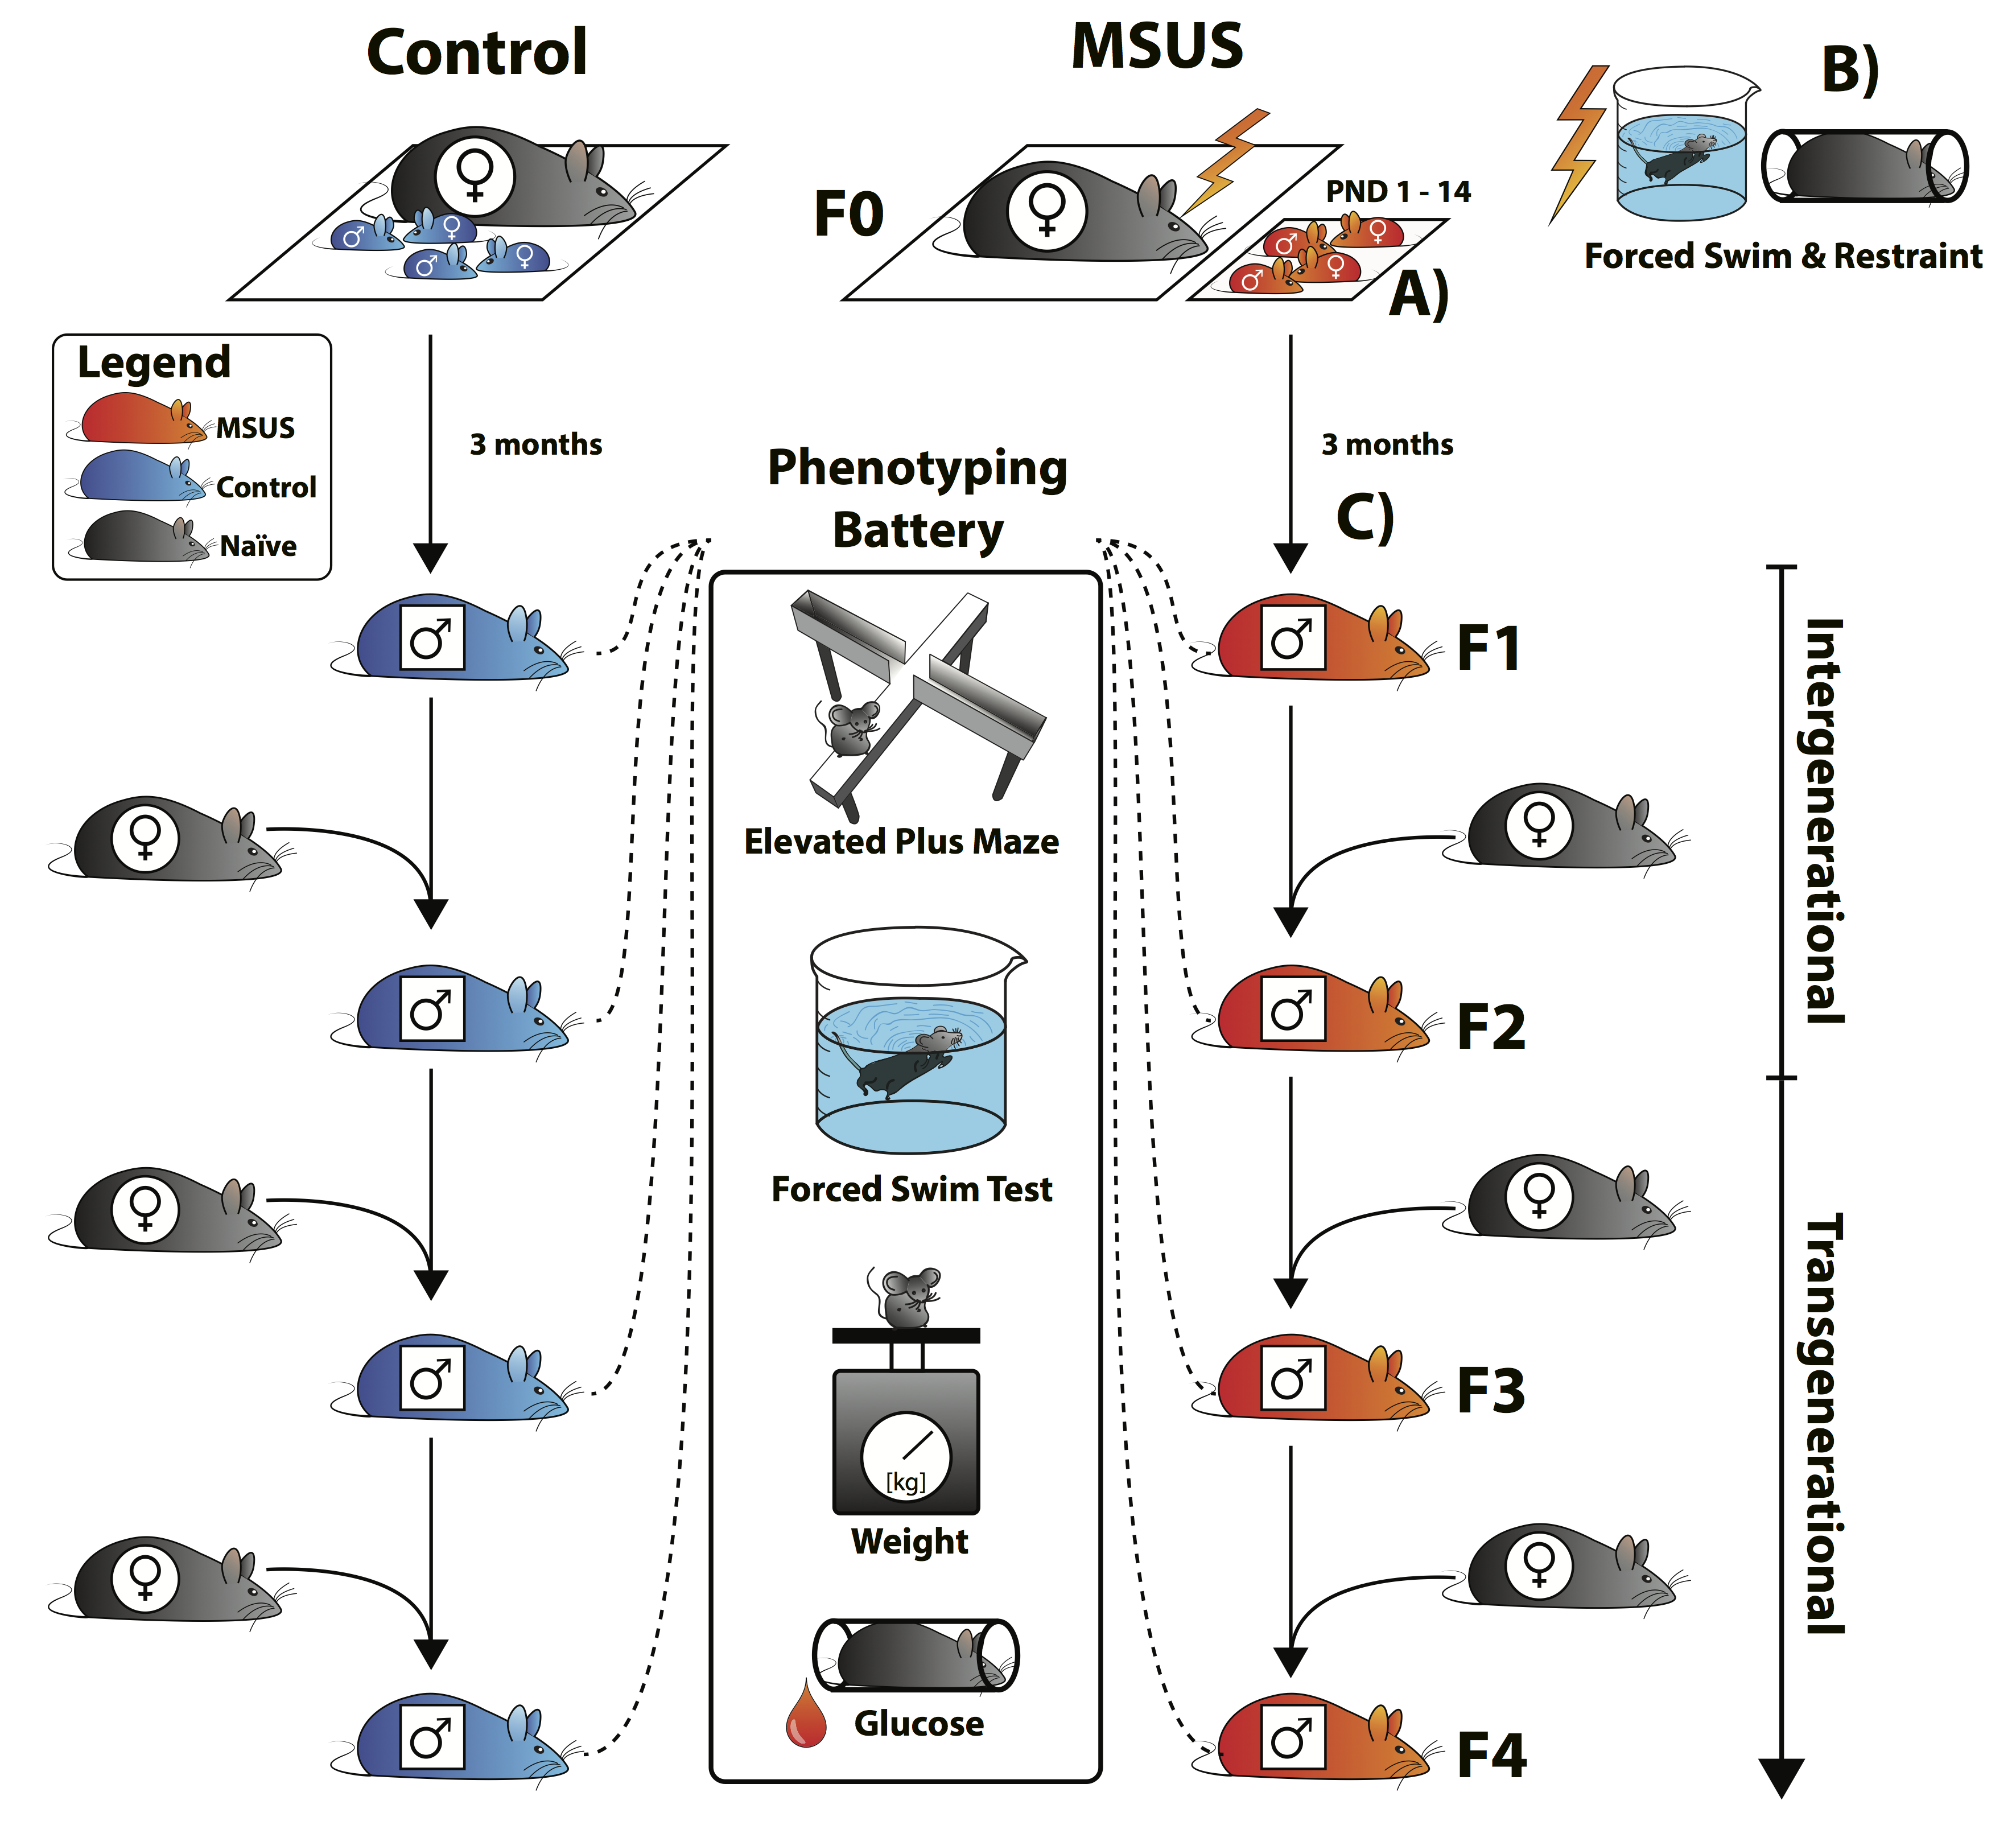 Control
MSUS
B)
F0
PND 1 - 14
A)
Forced Swim & Restraint
Legend
MSUS
Control
Naïve
3 months
3 months
Phenotyping
Battery
C)
F1
Elevated Plus Maze
Intergenerational
F2
Forced Swim Test
F3
[kg]
Weight
Transgenerational
Glucose
F4